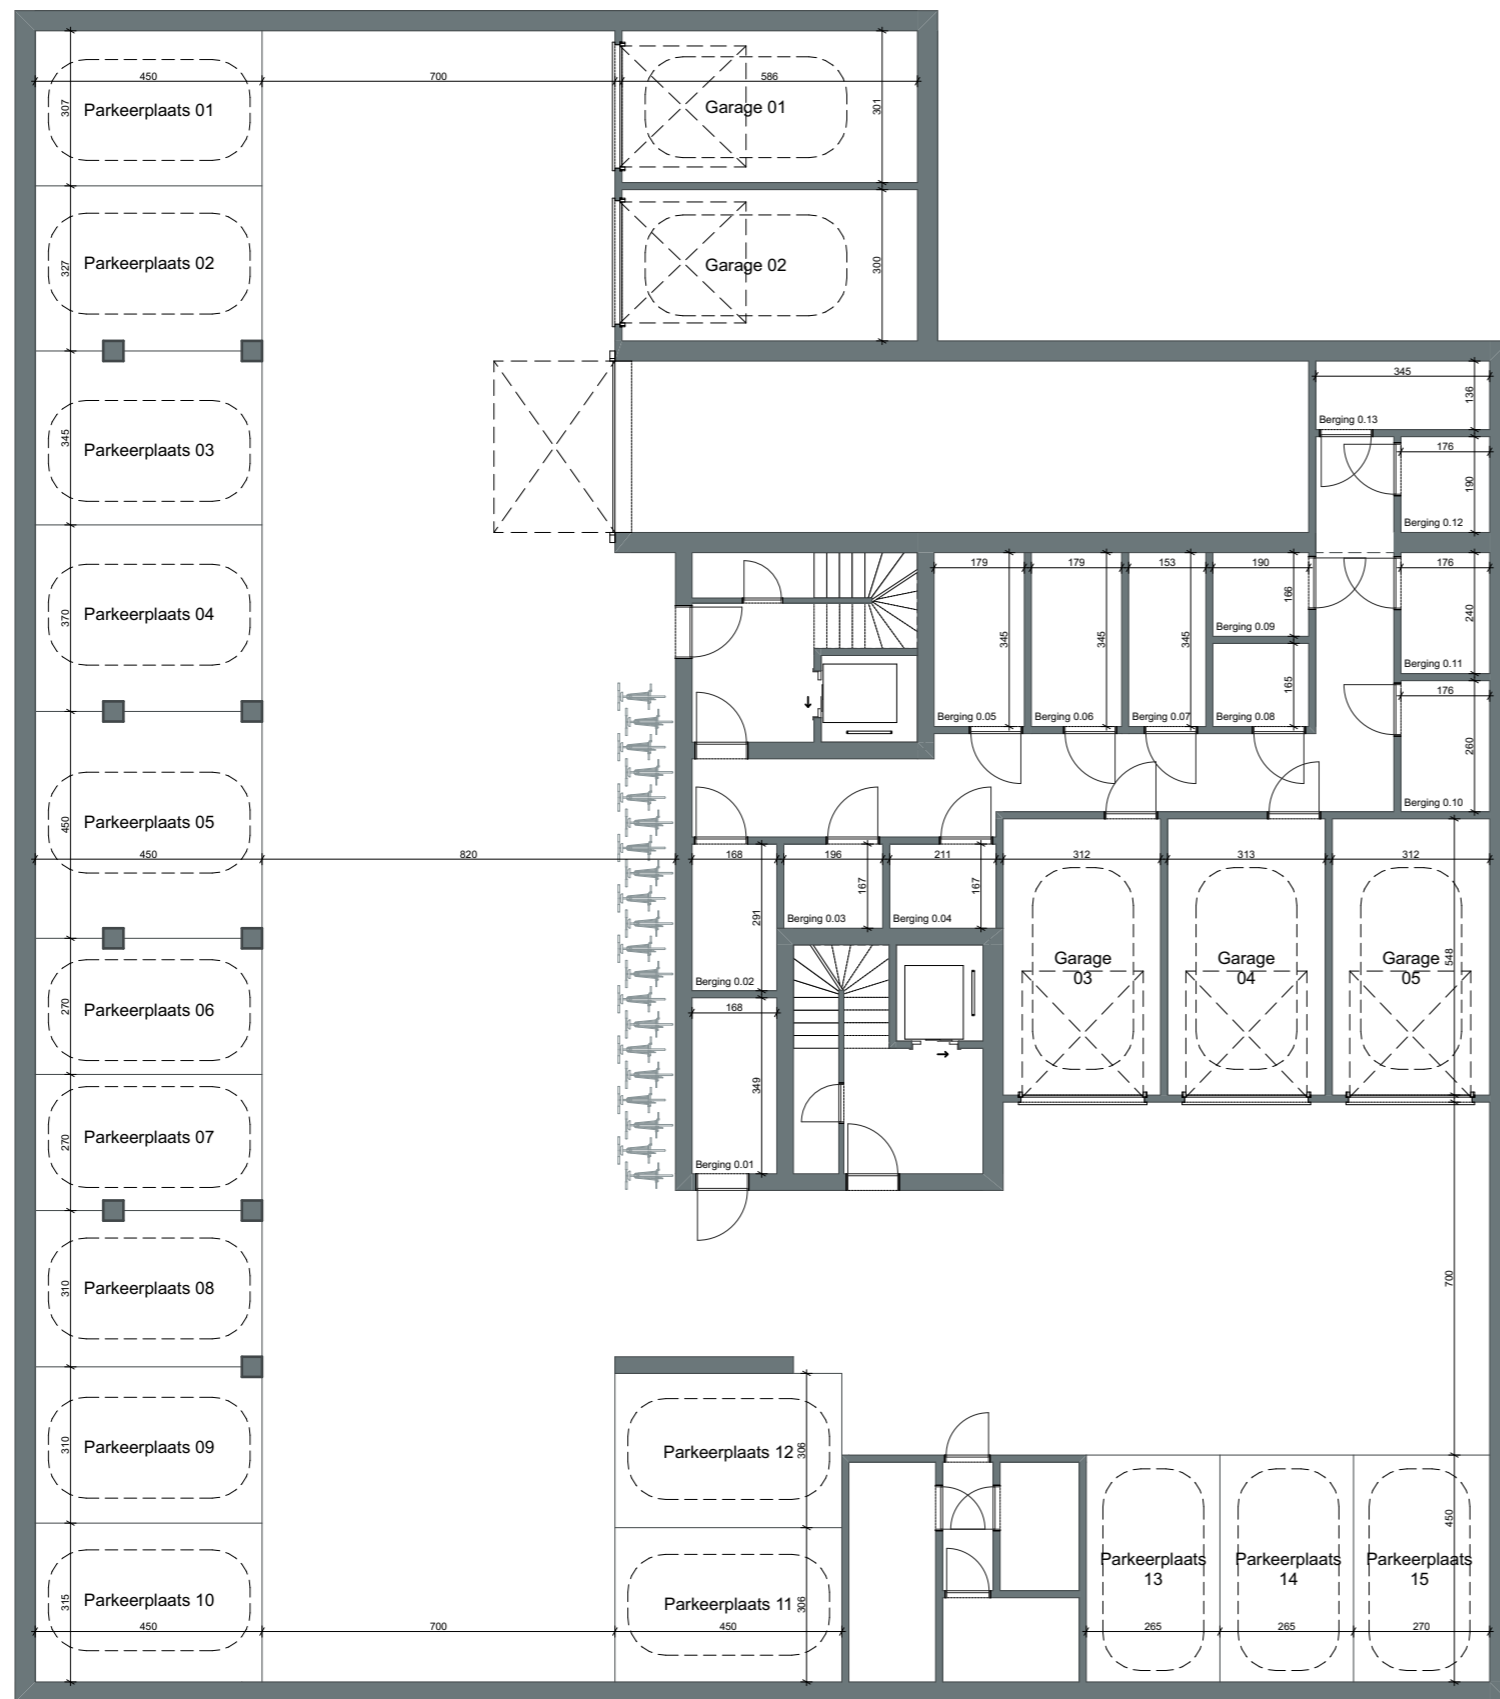 450
700
586
307
Parkeerplaats 01
Garage 01
301
327
Parkeerplaats 02
Garage 02
300
345
Parkeerplaats 03
345
136
Berging 0.13
176
190
Berging 0.12
370
Parkeerplaats 04
179
179
153
190
176
166
240
345
345
345
Berging 0.09
Berging 0.11
165
176
Berging 0.05
Berging 0.06
Berging 0.07
Berging 0.08
260
Berging 0.10
450
Parkeerplaats 05
450
820
168
196
211
312
313
312
167
167
291
Berging 0.03
Berging 0.04
Garage
03
Garage
04
Garage
05
548
Berging 0.02
270
Parkeerplaats 06
168
349
270
Parkeerplaats 07
Berging 0.01
310
Parkeerplaats 08
700
310
Parkeerplaats 09
Parkeerplaats 12
306
450
Parkeerplaats
13
Parkeerplaats
14
Parkeerplaats
15
315
Parkeerplaats 10
Parkeerplaats 11
306
450
700
450
265
265
270